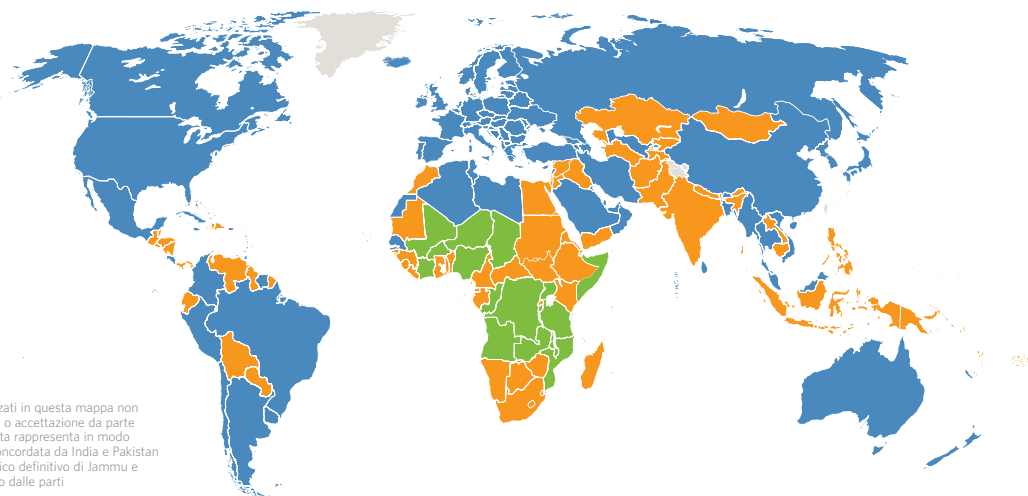 zati in questa mappa non
o accettazione da parte
ta rappresenta in modo
oncordata da India e Pakistan
ico definitivo di Jammu e
o dalle parti